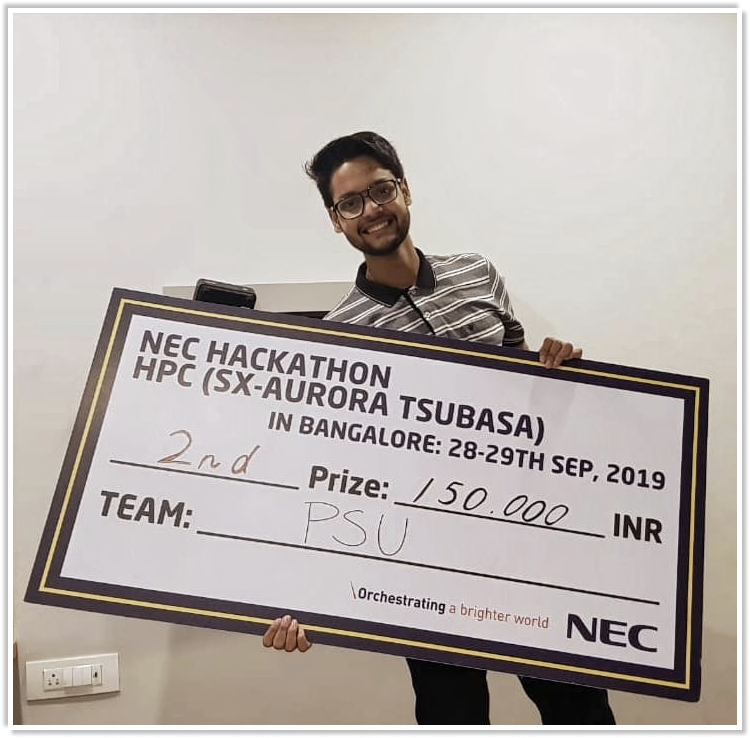 NEC HACKATHON
HPC (SX-AURORA TSUBASA)
IN BANGALORE: 28-29TH SEP, 2019
2nd Prize: 150.000 INR
TEAM: PSU
\Orchestrating a brighter world NEC